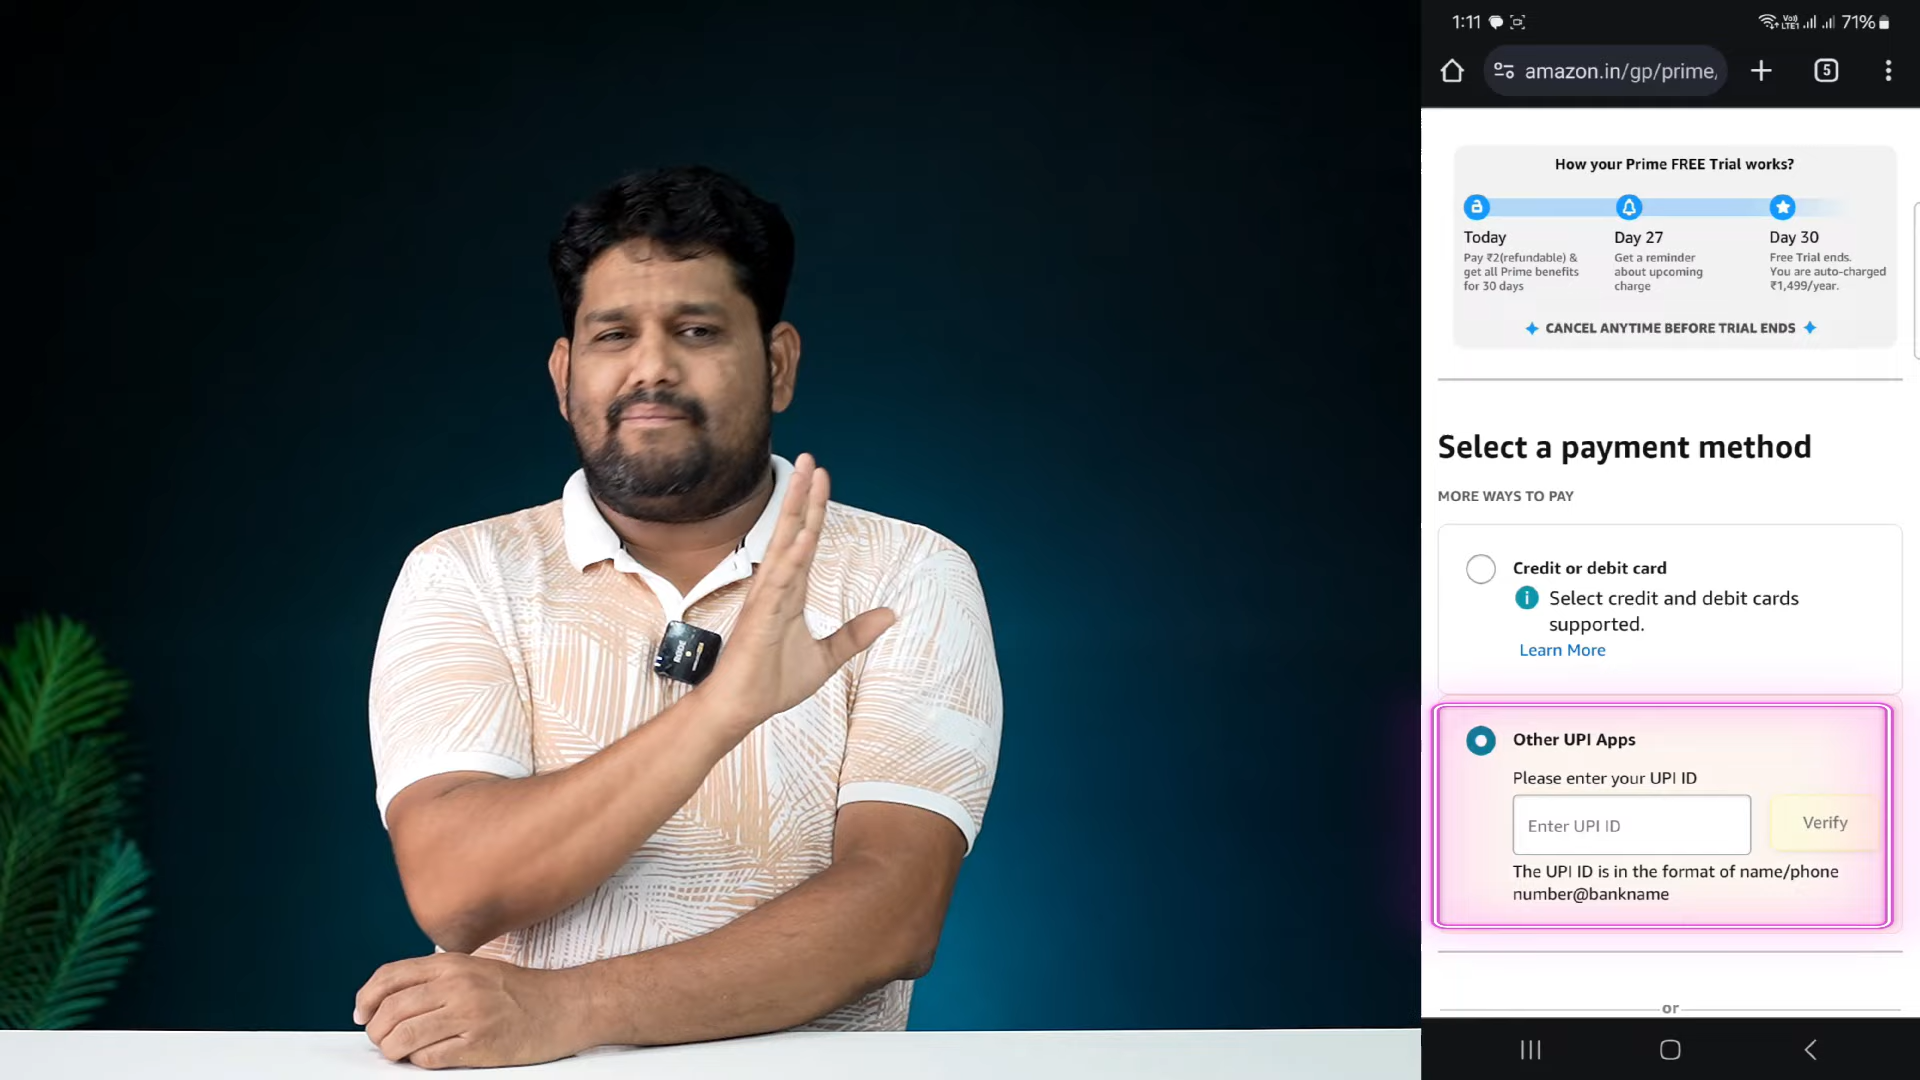 1:11
VoD LTE1 71%
amazon.in/gp/prime,
5
How your Prime FREE Trial works?
Today
Pay ₹2(refundable) &
get all Prime benefits
for 30 days
Day 27
Get a reminder
about upcoming
charge
Day 30
Free Trial ends.
You are auto-charged
₹1,499/year.
CANCEL ANYTIME BEFORE TRIAL ENDS
Select a payment method
MORE WAYS TO PAY
Credit or debit card
Select credit and debit cards
supported.
Learn More
Other UPI Apps
Please enter your UPI ID
Enter UPI ID
Verify
The UPI ID is in the format of name/phone
number@bankname
or
RØDE